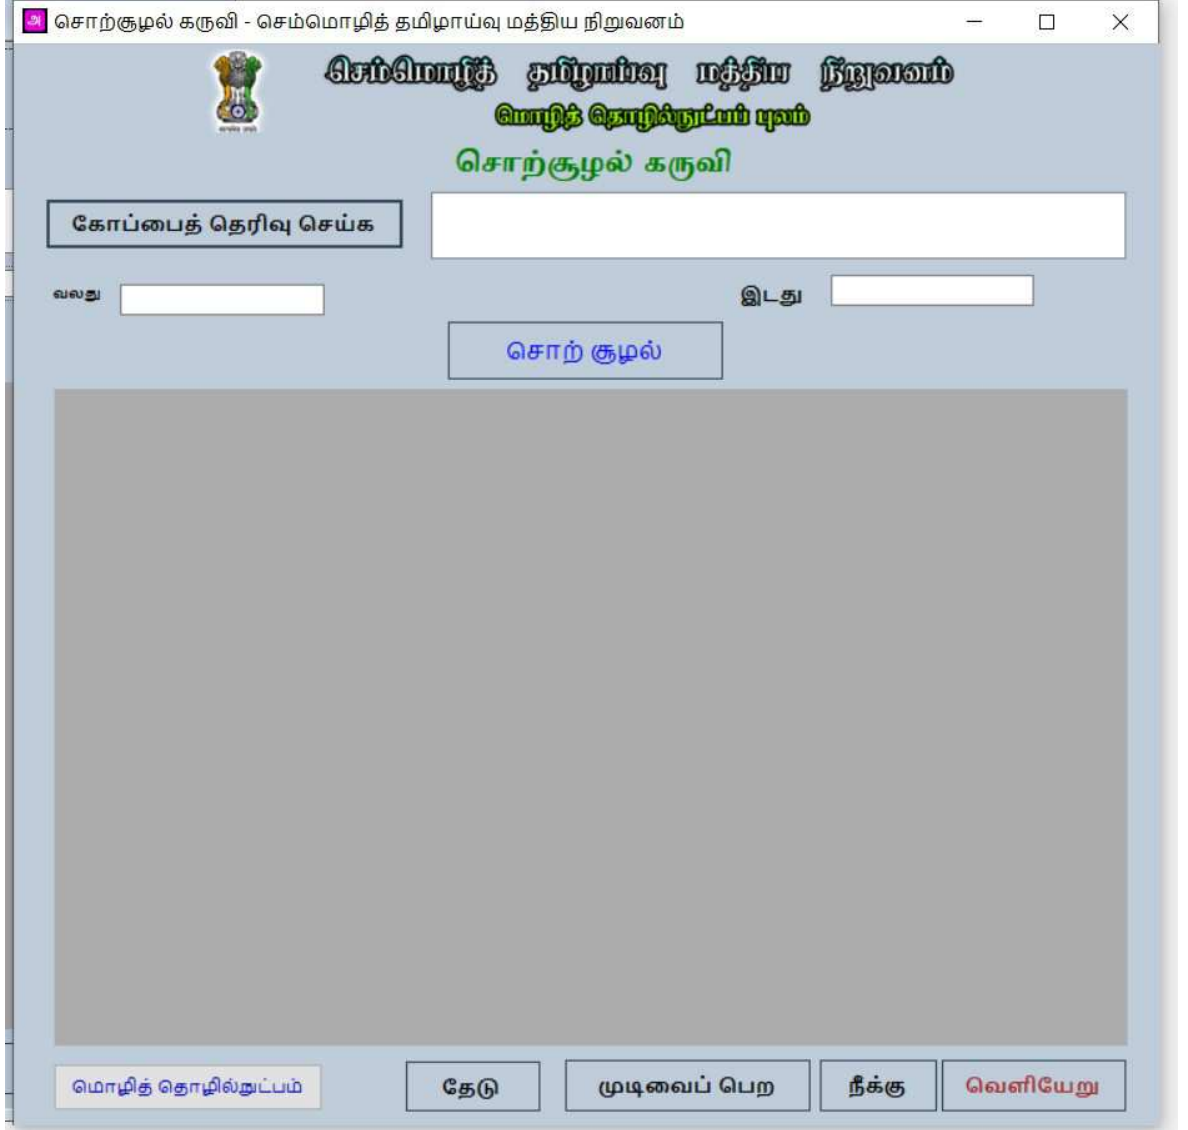 அ சொற்சூழல் கருவி - செம்மொழித் தமிழாய்வு மத்திய நிறுவனம்
செம்மொழித் தமிழாய்வு மத்திய நிறுவனம்
மொழித் தொழில்நுட்பப் புலம்
சொற்சூழல் கருவி
கோப்பைத் தெரிவு செய்க
வலது இடது
சொற் சூழல்
மொழித் தொழில்நுட்பம் தேடு முடிவைப் பெற நீக்கு வெளியேறு